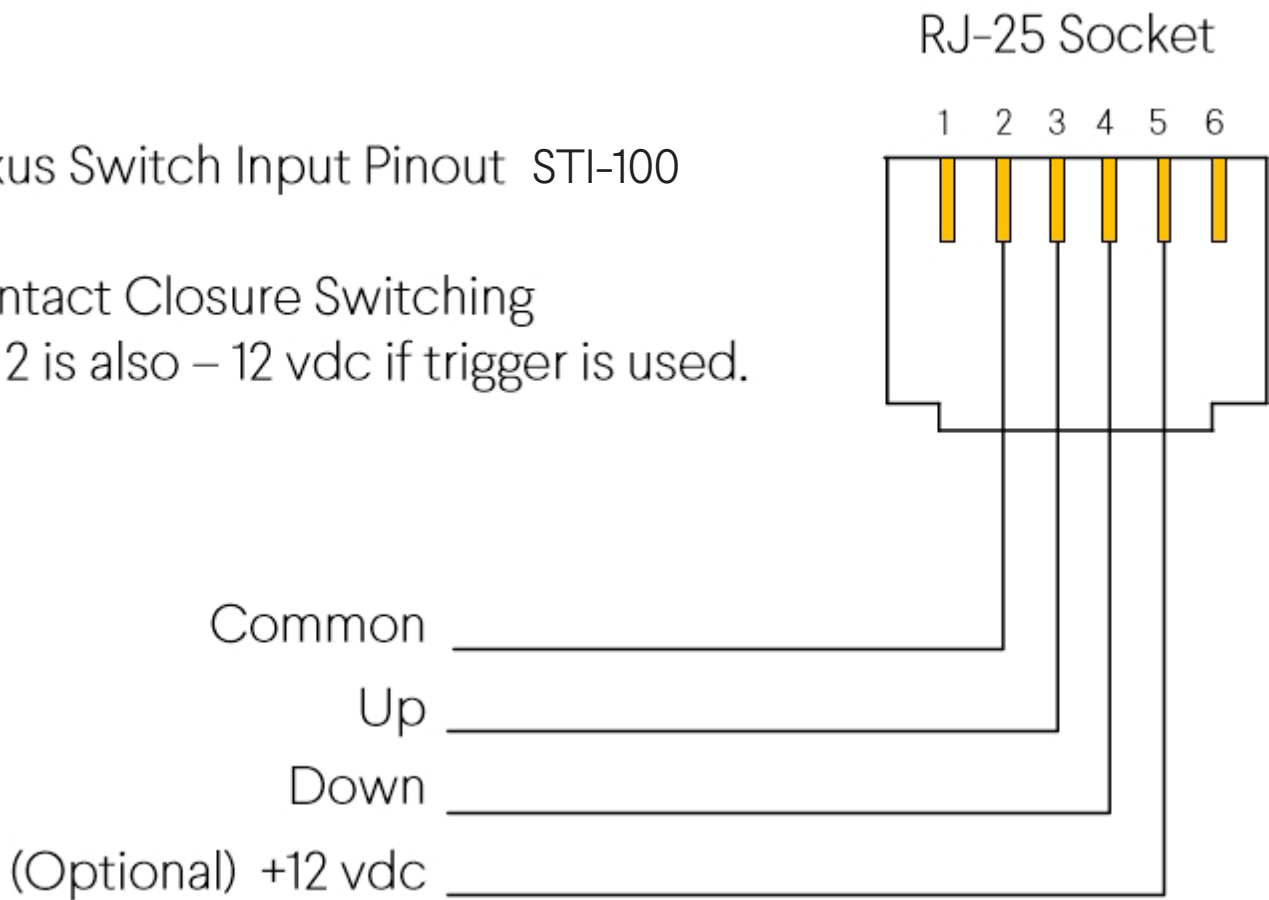 RJ-25 Socket
1 2 3 4 5 6
xus Switch Input Pinout STI-100
ntact Closure Switching
2 is also – 12 vdc if trigger is used.
Common
Up
Down
(Optional) +12 vdc